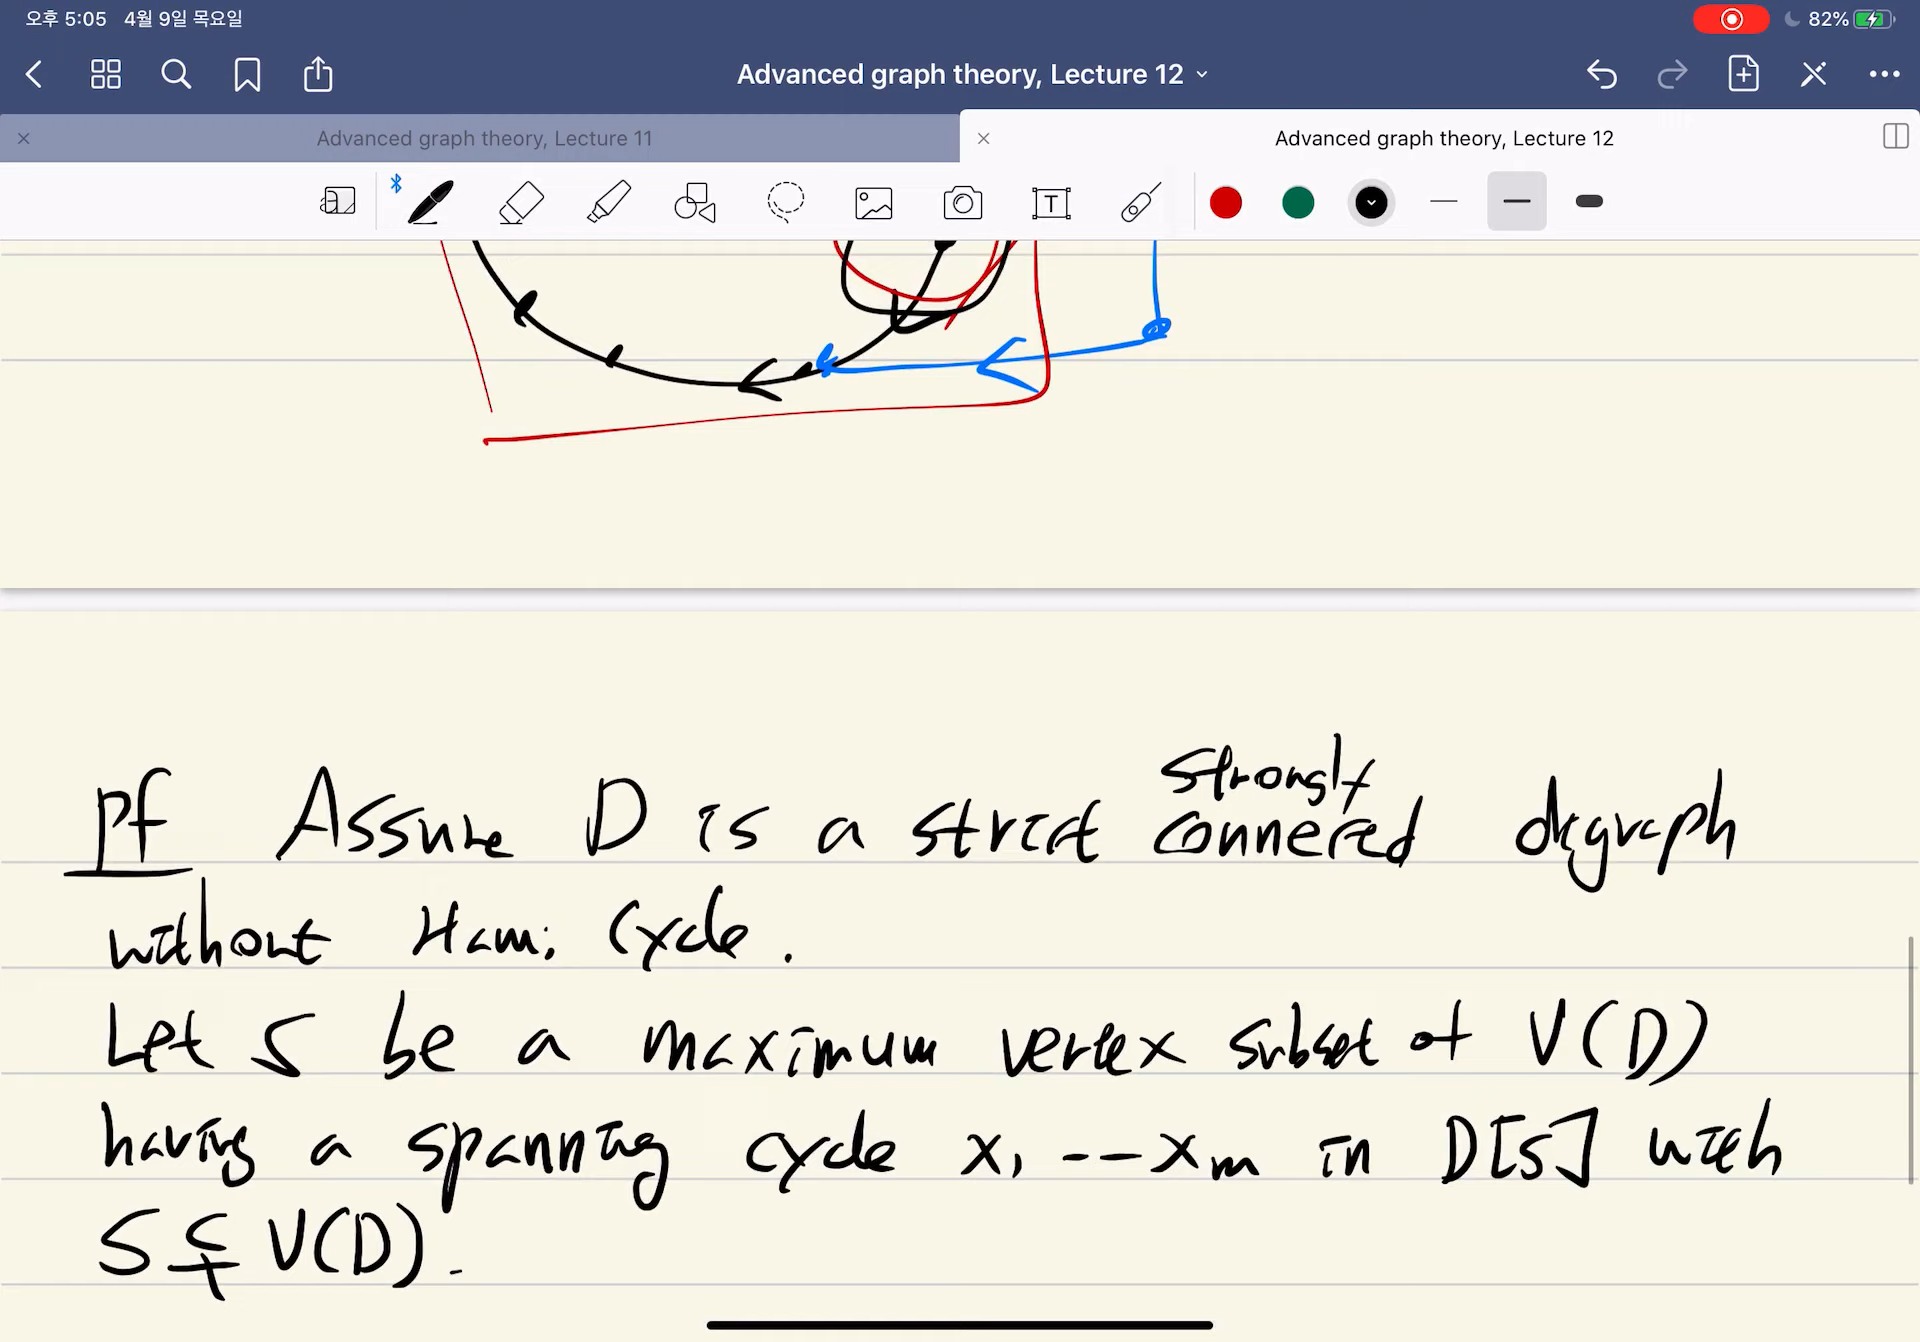 오후 5:05 4월 9일 목요일
82%
Advanced graph theory, Lecture 12
Advanced graph theory, Lecture 11
Advanced graph theory, Lecture 12
a
T
strongly
pf Assume D is a strict connected digraph
without Hami cycle.
Let S be a maximum vertex subset of V(D)
having a spanning cycle x₁ --- xₘ in D[S] with
S ⊊ V(D).